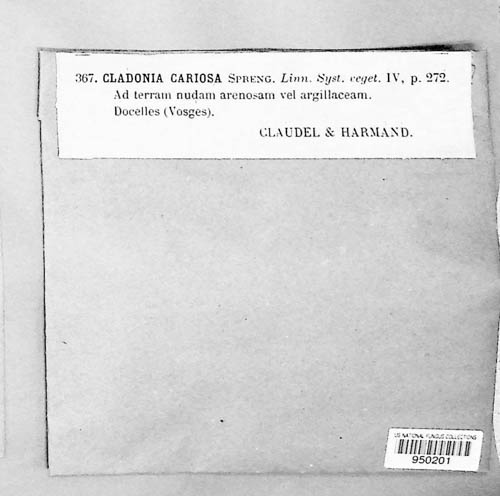 367. CLADONIA CARIOSA SPRENG. Linn. Syst. veget. IV, p. 272.
Ad terram nudam arenosam vel argillaceam.
Docelles (Vosges).
CLAUDEL & HARMAND.
US NATIONAL FUNGUS COLLECTIONS
950201